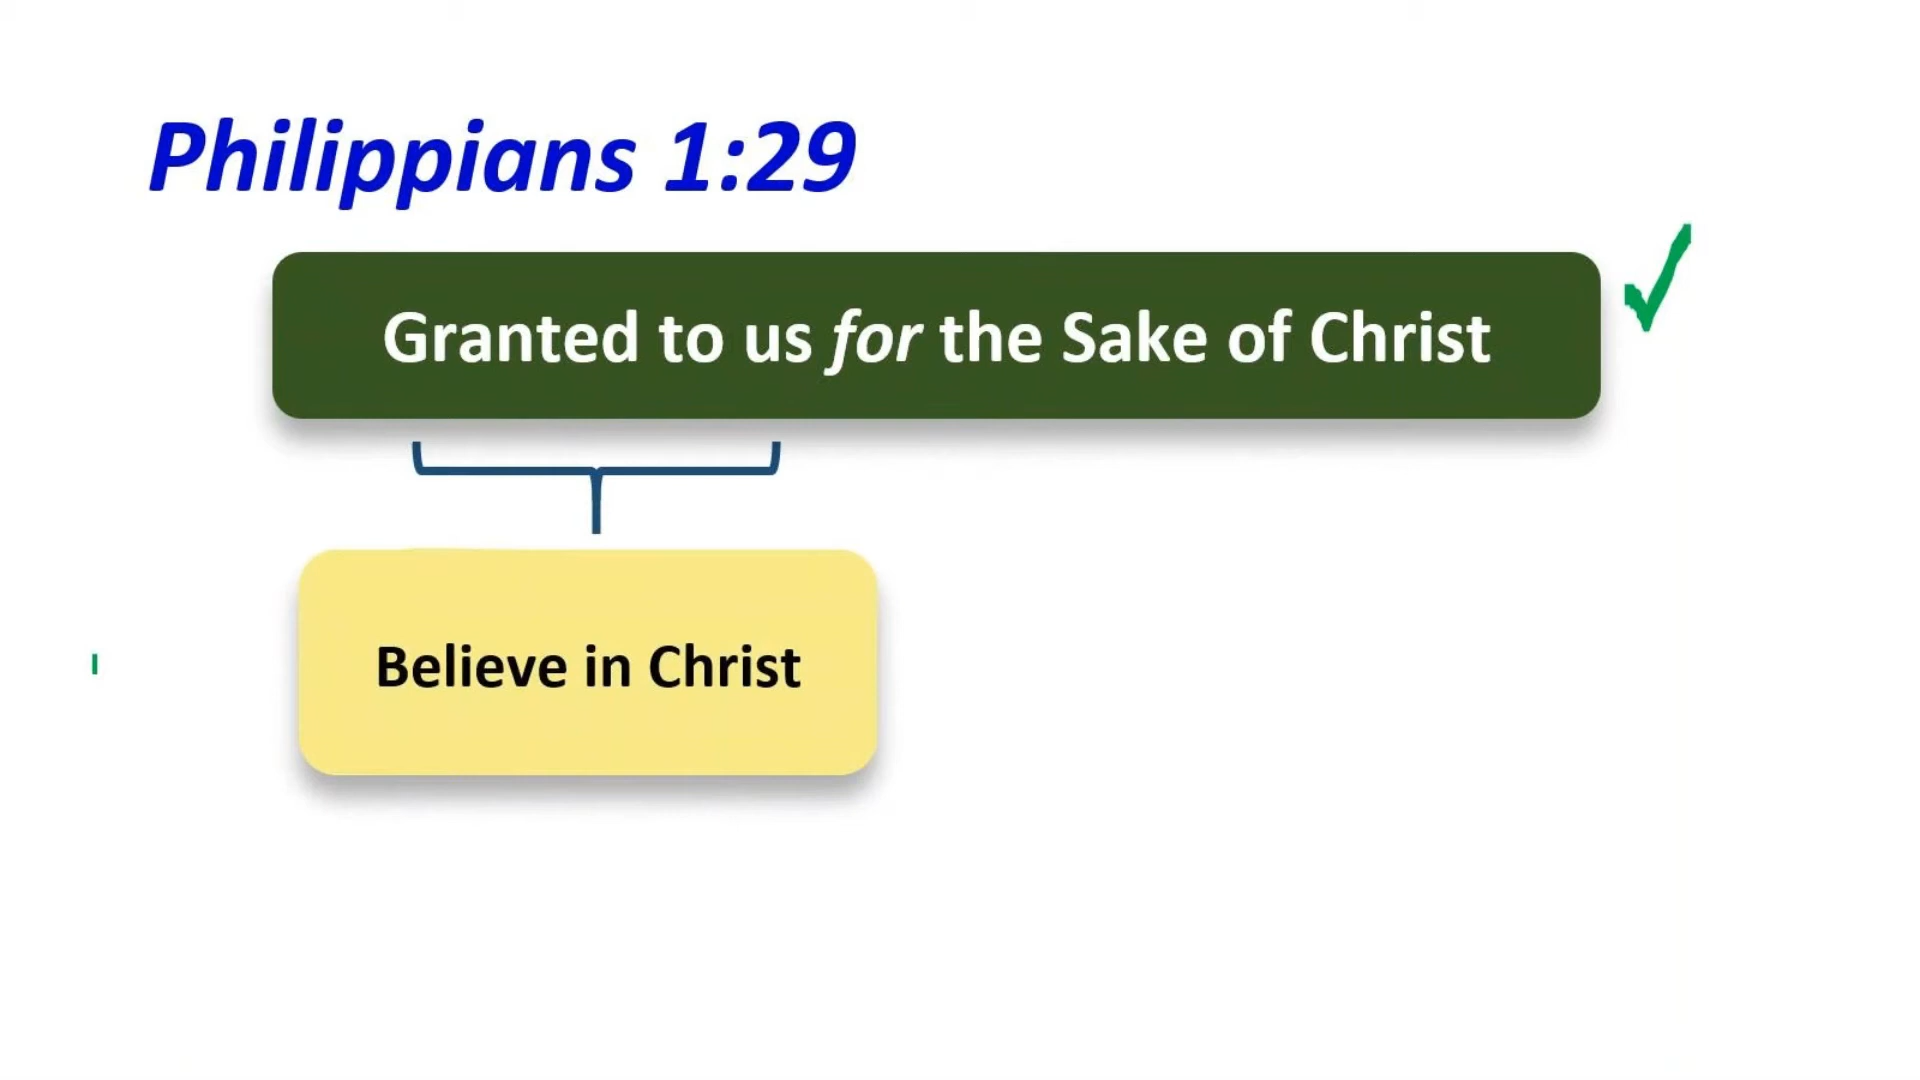 Philippians 1:29
Granted to us for the Sake of Christ
Believe in Christ